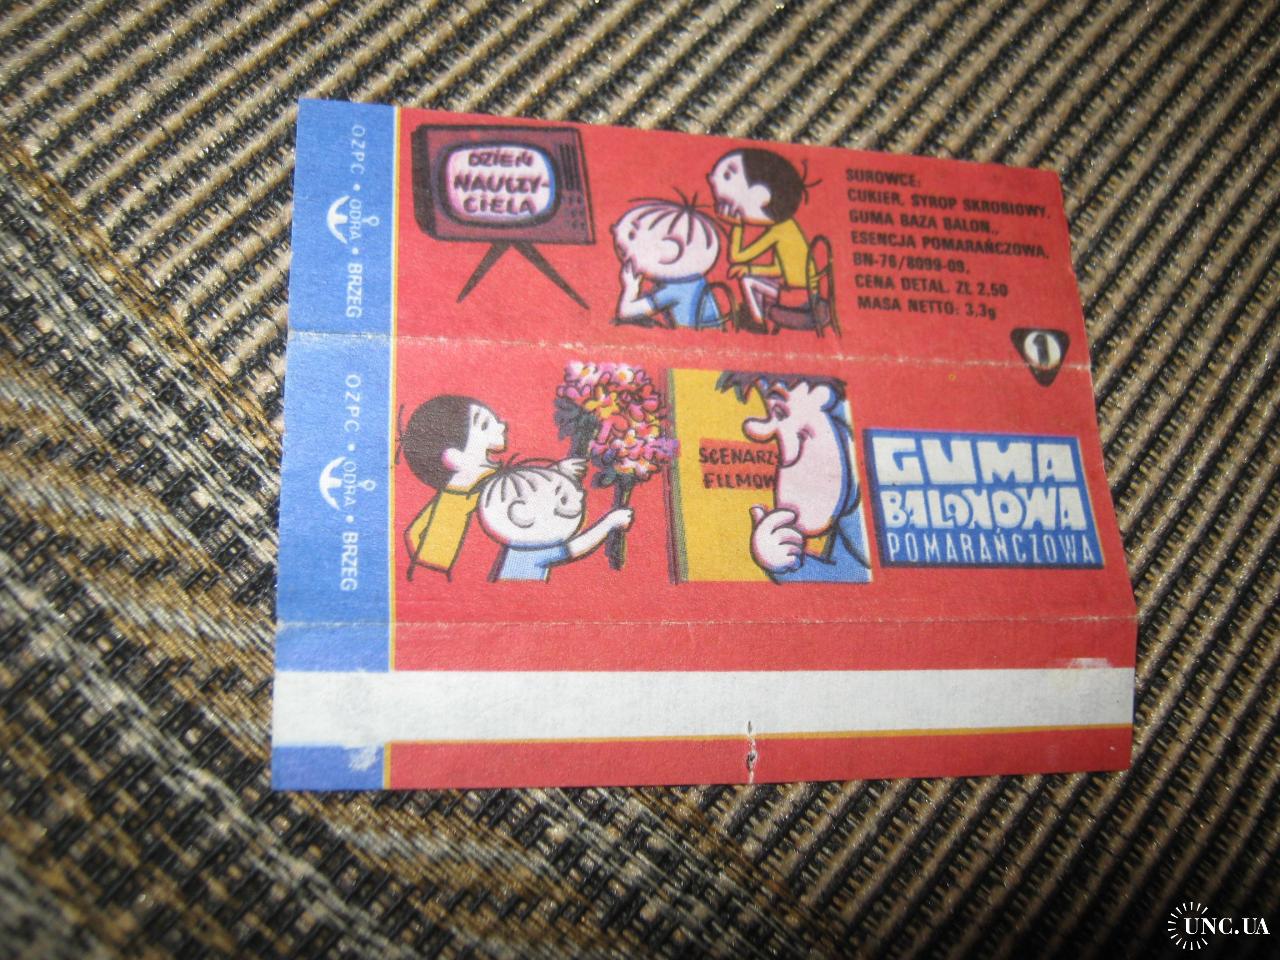 DZIEŃ
NAUCZY-
CIELA
SUROWCE:
CUKIER, SYROP SKROBIOWY,
GUMA BAZA BALON.,
ESENCJA POMARAŃCZOWA,
BN-76/8099-09,
CENA DETAL. ZŁ 2,50
MASA NETTO: 3,3g
1
SCENARZ
FILMÓW
GUMA
BALONOWA
POMARAŃCZOWA
OZPC • ODRA • BRZEG
OZPC • ODRA • BRZEG
UNC.UA